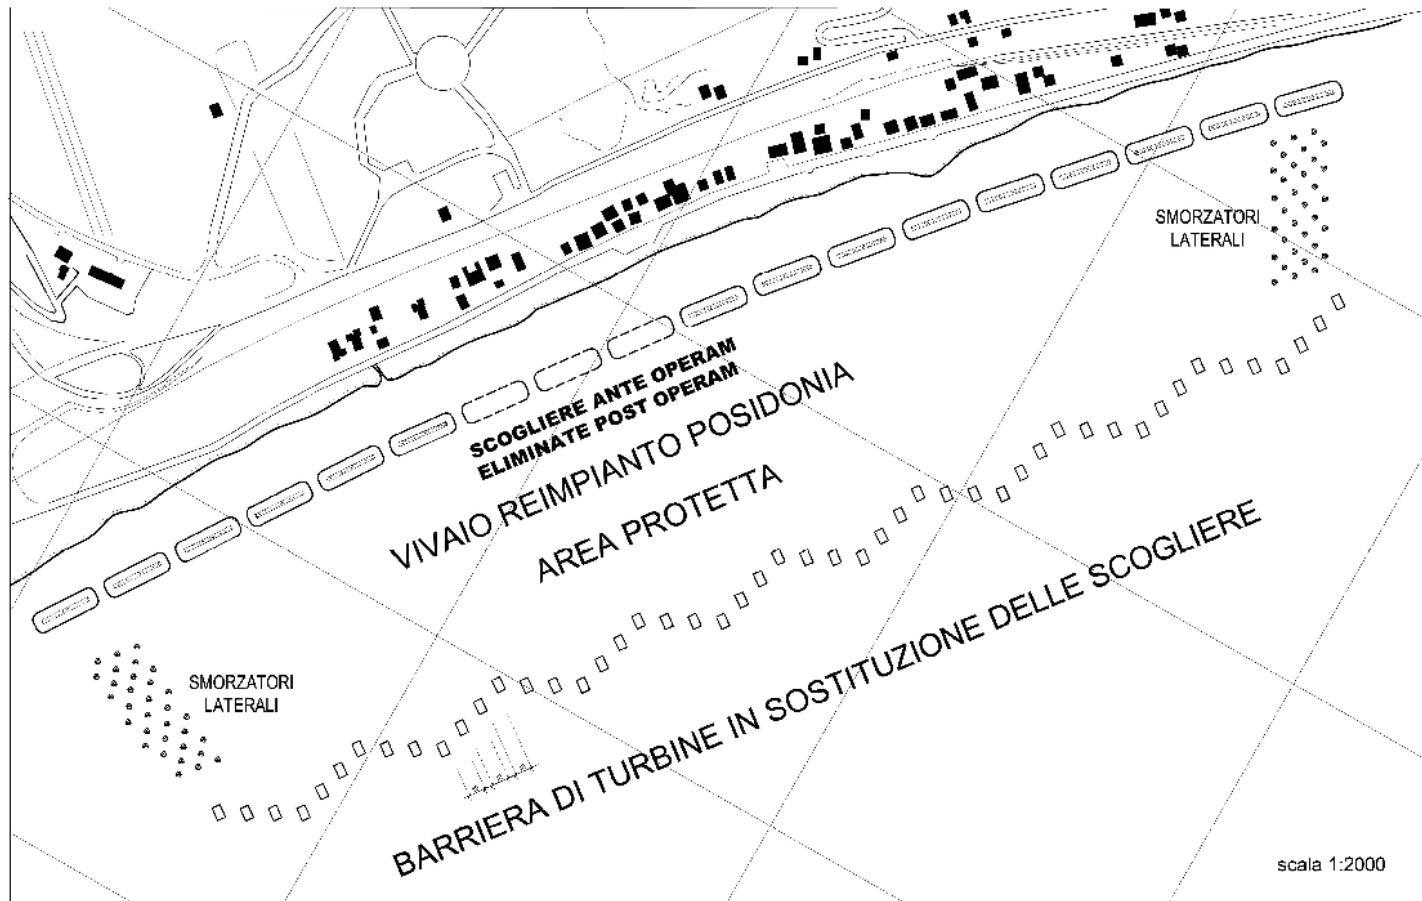 SMORZATORI
LATERALI
SCOGLIERE ANTE OPERAM
ELIMINATE POST OPERAM
VIVAIO REIMPIANTO POSIDONIA
AREA PROTETTA
SMORZATORI
LATERALI
BARRIERA DI TURBINE IN SOSTITUZIONE DELLE SCOGLIERE
scala 1:2000